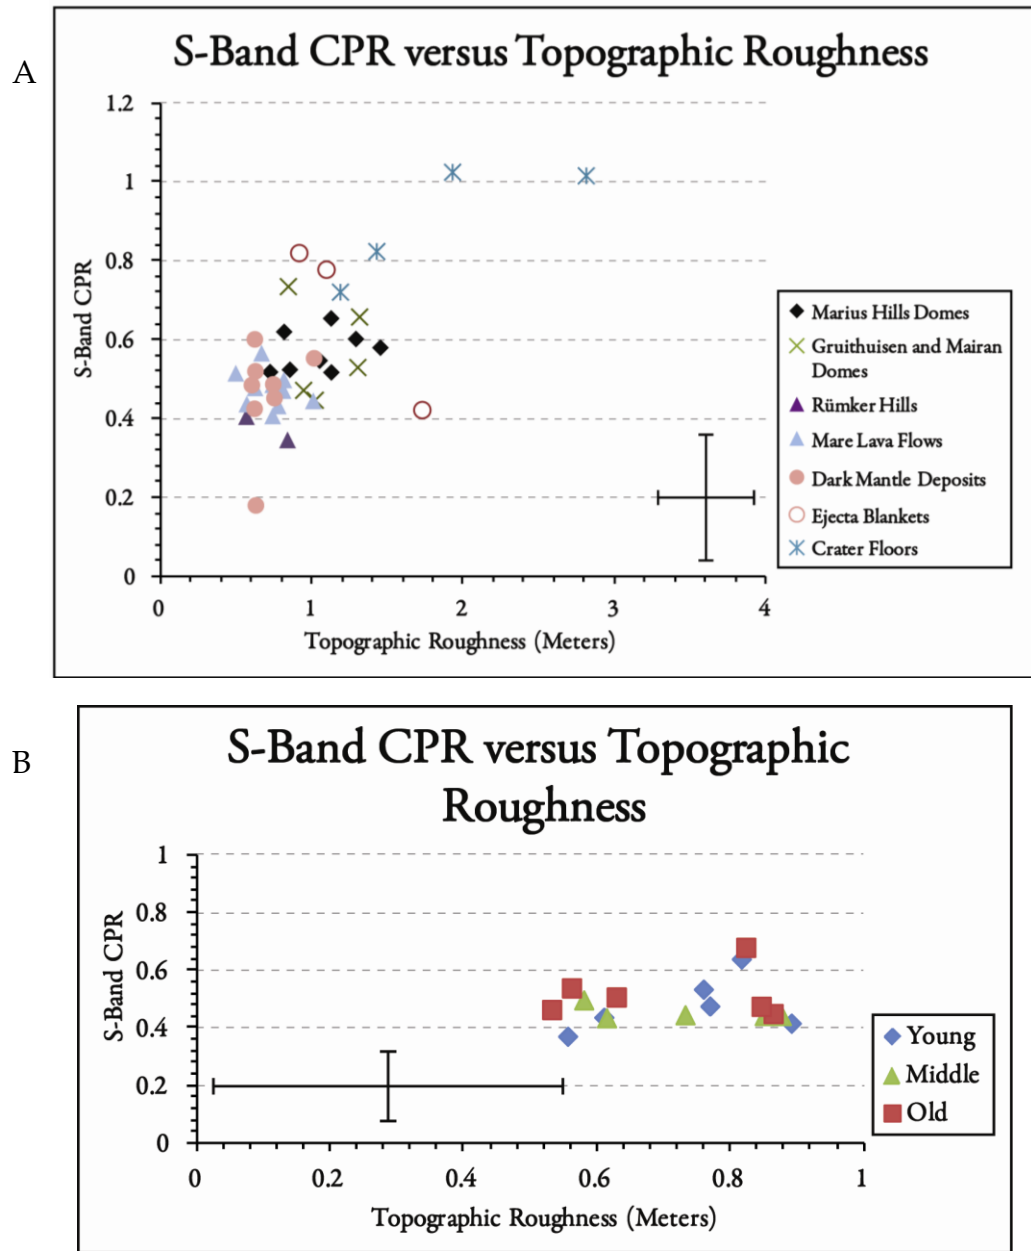 A
S-Band CPR versus Topographic Roughness
1.2
1
0.8
0.6
0.4
0.2
0
S-Band CPR
0 1 2 3 4
Topographic Roughness (Meters)
Marius Hills Domes
Gruithuisen and Mairan
Domes
Rümker Hills
Mare Lava Flows
Dark Mantle Deposits
Ejecta Blankets
Crater Floors
B
S-Band CPR versus Topographic
Roughness
1
0.8
0.6
0.4
0.2
0
S-Band CPR
0 0.2 0.4 0.6 0.8 1
Topographic Roughness (Meters)
Young
Middle
Old